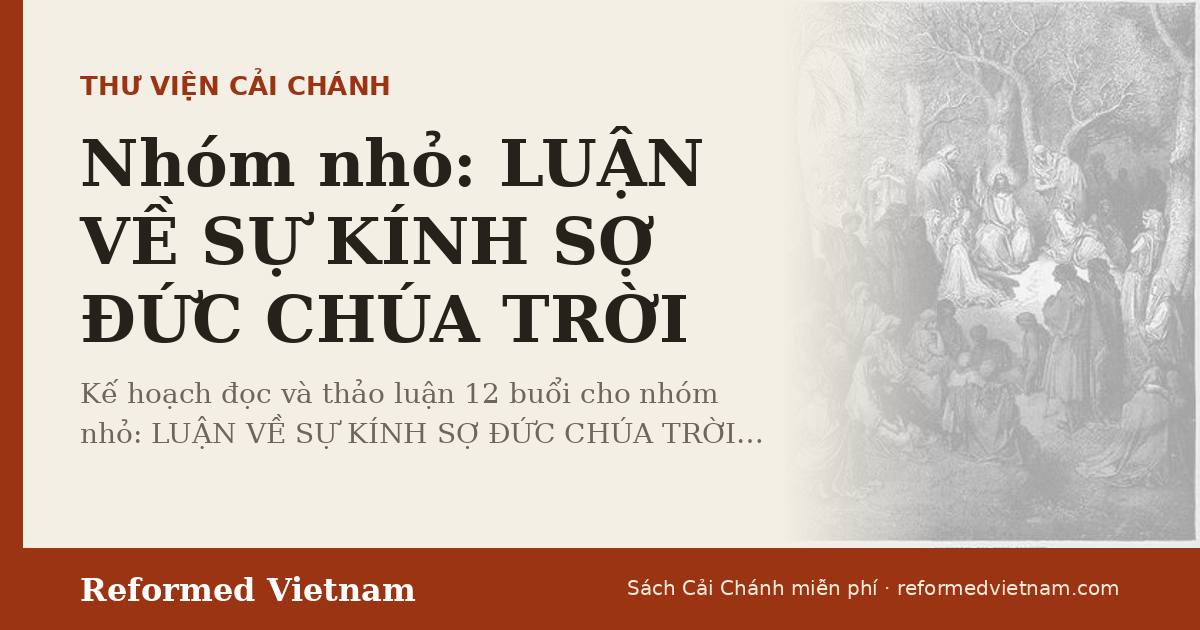 THƯ VIỆN CẢI CHÁNH
Nhóm nhỏ: LUẬN
VỀ SỰ KÍNH SỢ
ĐỨC CHÚA TRỜI
Kế hoạch đọc và thảo luận 12 buổi cho nhóm
nhỏ: LUẬN VỀ SỰ KÍNH SỢ ĐỨC CHÚA TRỜI...
Reformed Vietnam
Sách Cải Chánh miễn phí · reformedvietnam.com